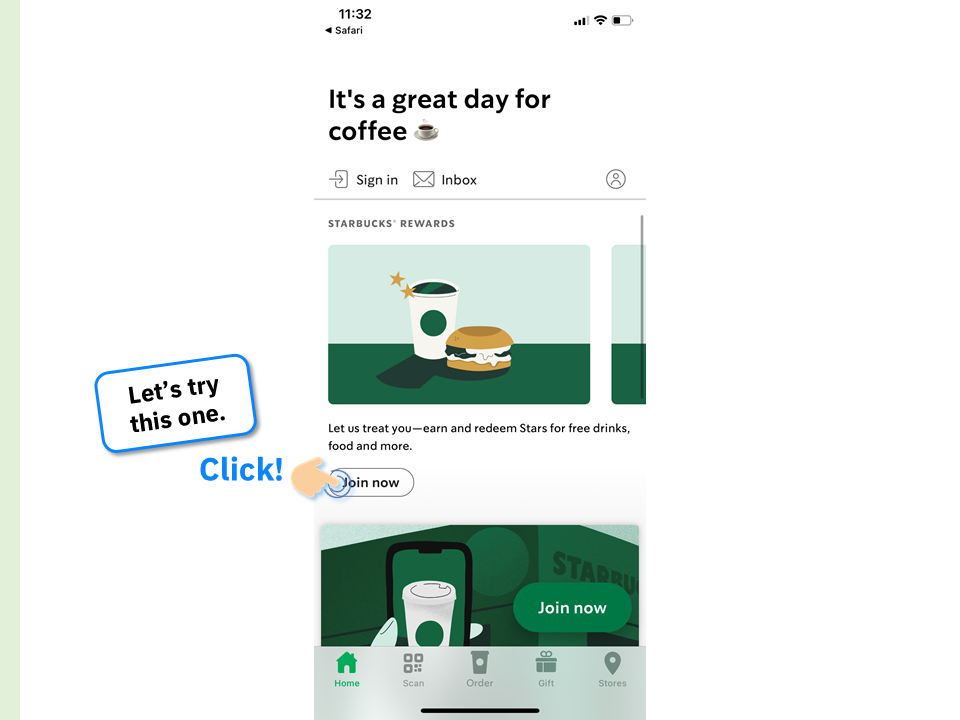 11:32
◀ Safari
It's a great day for
coffee ☕
Sign in
Inbox
STARBUCKS® REWARDS
Let us treat you—earn and redeem Stars for free drinks,
food and more.
Let's try
this one.
Click!
Join now
STARBU
Join now
Home
Scan
Order
Gift
Stores